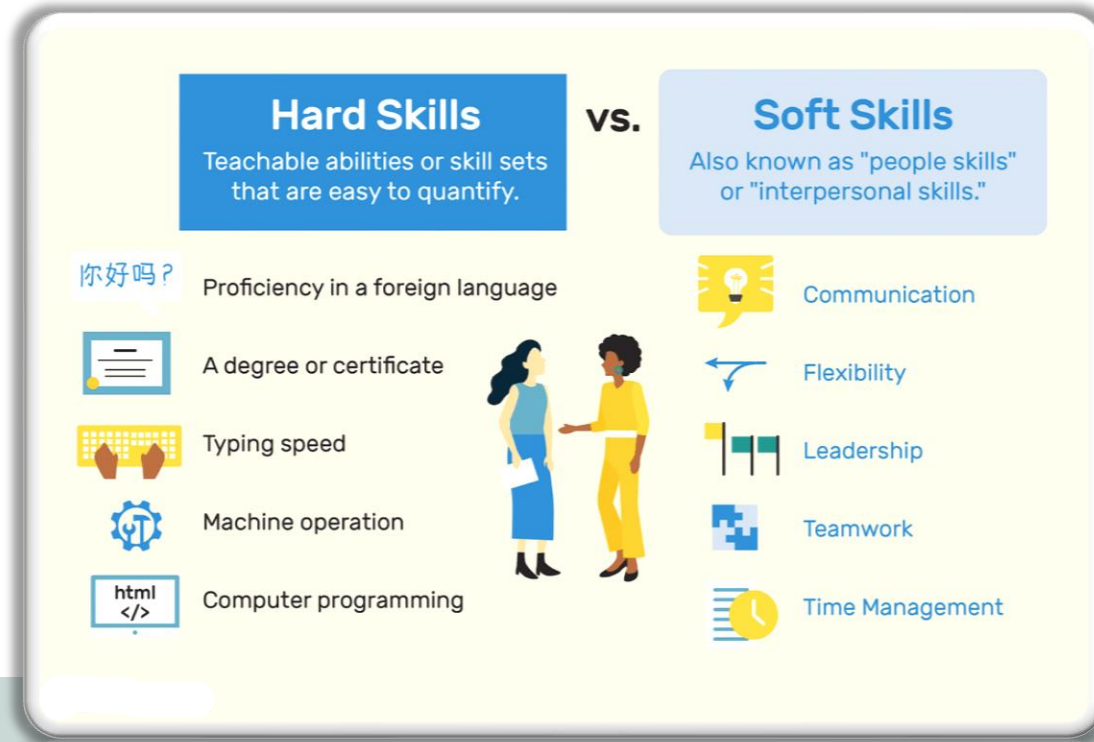 Hard Skills
Teachable abilities or skill sets
that are easy to quantify.
vs.
Soft Skills
Also known as "people skills"
or "interpersonal skills."
你好吗?
Proficiency in a foreign language
A degree or certificate
Typing speed
Machine operation
html
</>
Computer programming
Communication
Flexibility
Leadership
Teamwork
Time Management